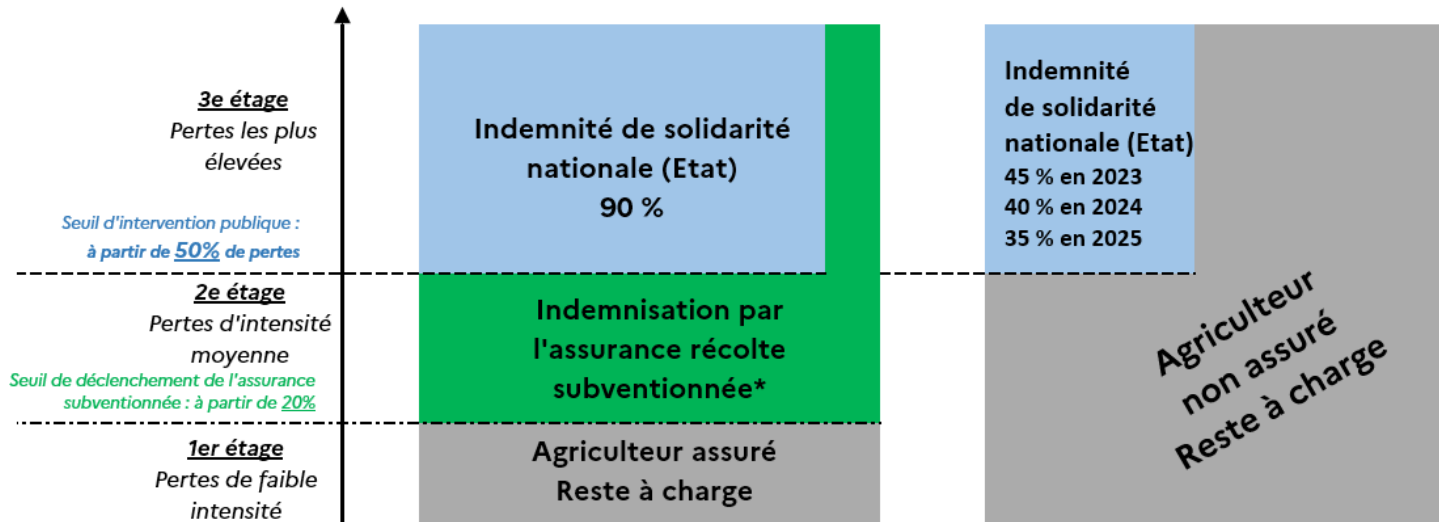 3e étage
Pertes les plus
élevées
Seuil d'intervention publique :
à partir de 50% de pertes
2e étage
Pertes d'intensité
moyenne
Seuil de déclenchement de l'assurance
subventionnée : à partir de 20%
1er étage
Pertes de faible
intensité
Indemnité de solidarité
nationale (Etat)
90 %
Indemnisation par
l'assurance récolte
subventionnée*
Agriculteur assuré
Reste à charge
Indemnité
de solidarité
nationale (Etat)
45 % en 2023
40 % en 2024
35 % en 2025
Agriculteur
non assuré
Reste à charge